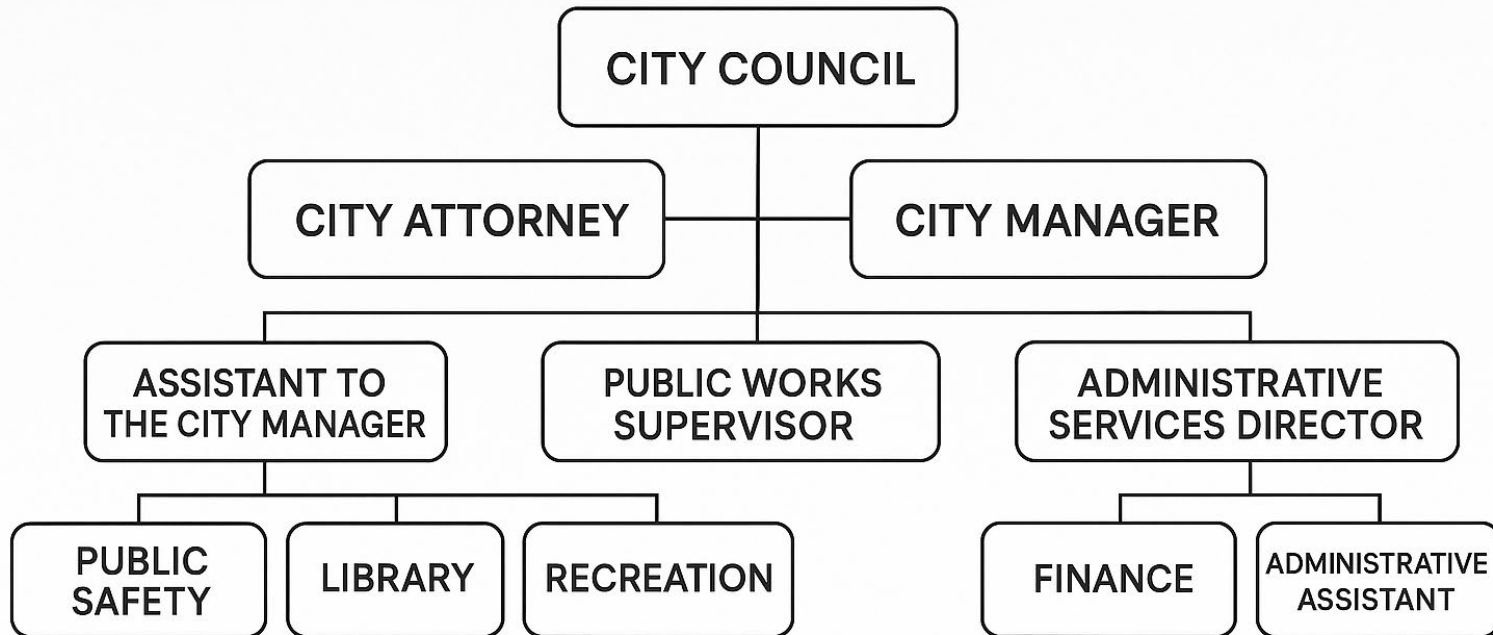 CITY COUNCIL
CITY ATTORNEY
CITY MANAGER
ASSISTANT TO
THE CITY MANAGER
PUBLIC WORKS
SUPERVISOR
ADMINISTRATIVE
SERVICES DIRECTOR
PUBLIC
SAFETY
LIBRARY
RECREATION
FINANCE
ADMINISTRATIVE
ASSISTANT